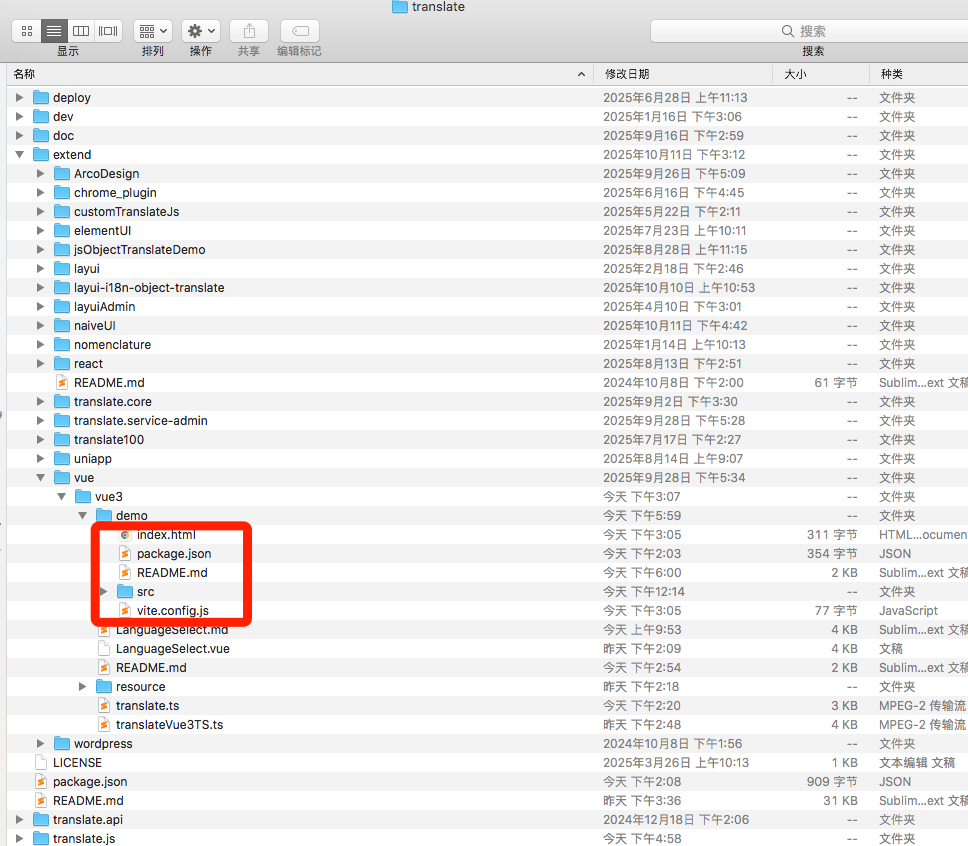 translate
显示 排列 操作 共享 编辑标记 搜索
搜索
名称 修改日期 大小 种类
deploy 2025年6月28日 上午11:13 -- 文件夹
dev 2025年1月16日 下午3:06 -- 文件夹
doc 2025年9月16日 下午2:59 -- 文件夹
extend 2025年10月11日 下午3:12 -- 文件夹
ArcoDesign 2025年9月26日 下午5:09 -- 文件夹
chrome_plugin 2025年6月16日 下午4:45 -- 文件夹
customTranslateJs 2025年5月22日 下午2:11 -- 文件夹
elementUI 2025年7月23日 上午10:11 -- 文件夹
jsObjectTranslateDemo 2025年8月28日 上午11:15 -- 文件夹
layui 2025年2月18日 下午2:46 -- 文件夹
layui-i18n-object-translate 2025年10月10日 上午10:53 -- 文件夹
layuiAdmin 2025年4月10日 下午3:01 -- 文件夹
naiveUI 2025年10月11日 下午4:42 -- 文件夹
nomenclature 2025年1月14日 上午10:13 -- 文件夹
react 2025年8月13日 下午2:51 -- 文件夹
README.md 2024年10月8日 下午2:00 61 字节 Sublim...ext 文稿
translate.core 2025年9月2日 下午3:30 -- 文件夹
translate.service-admin 2025年9月28日 下午5:28 -- 文件夹
translate100 2025年7月17日 下午2:27 -- 文件夹
uniapp 2025年8月14日 上午9:07 -- 文件夹
vue 2025年9月28日 下午5:34 -- 文件夹
vue3 今天 下午3:07 -- 文件夹
demo 今天 下午5:59 -- 文件夹
index.html 今天 下午3:05 311 字节 HTML...ocumen
package.json 今天 下午2:03 354 字节 JSON
README.md 今天 下午6:00 2 KB Sublim...ext 文稿
src 今天 下午12:14 -- 文件夹
vite.config.js 今天 下午3:05 77 字节 JavaScript
LanguageSelect.md 今天 上午9:53 4 KB Sublim...ext 文稿
LanguageSelect.vue 昨天 下午2:09 4 KB 文稿
README.md 今天 下午2:54 2 KB Sublim...ext 文稿
resource 昨天 下午2:18 -- 文件夹
translate.ts 今天 下午2:20 3 KB MPEG-2 传输流
translateVue3TS.ts 昨天 下午2:48 4 KB MPEG-2 传输流
wordpress 2024年10月8日 下午1:56 -- 文件夹
LICENSE 2025年3月26日 上午10:13 1 KB 文本编辑 文稿
package.json 今天 下午2:08 909 字节 JSON
README.md 昨天 下午3:36 31 KB Sublim...ext 文稿
translate.api 2024年12月18日 下午2:06 -- 文件夹
translate.js 今天 下午4:58 -- 文件夹